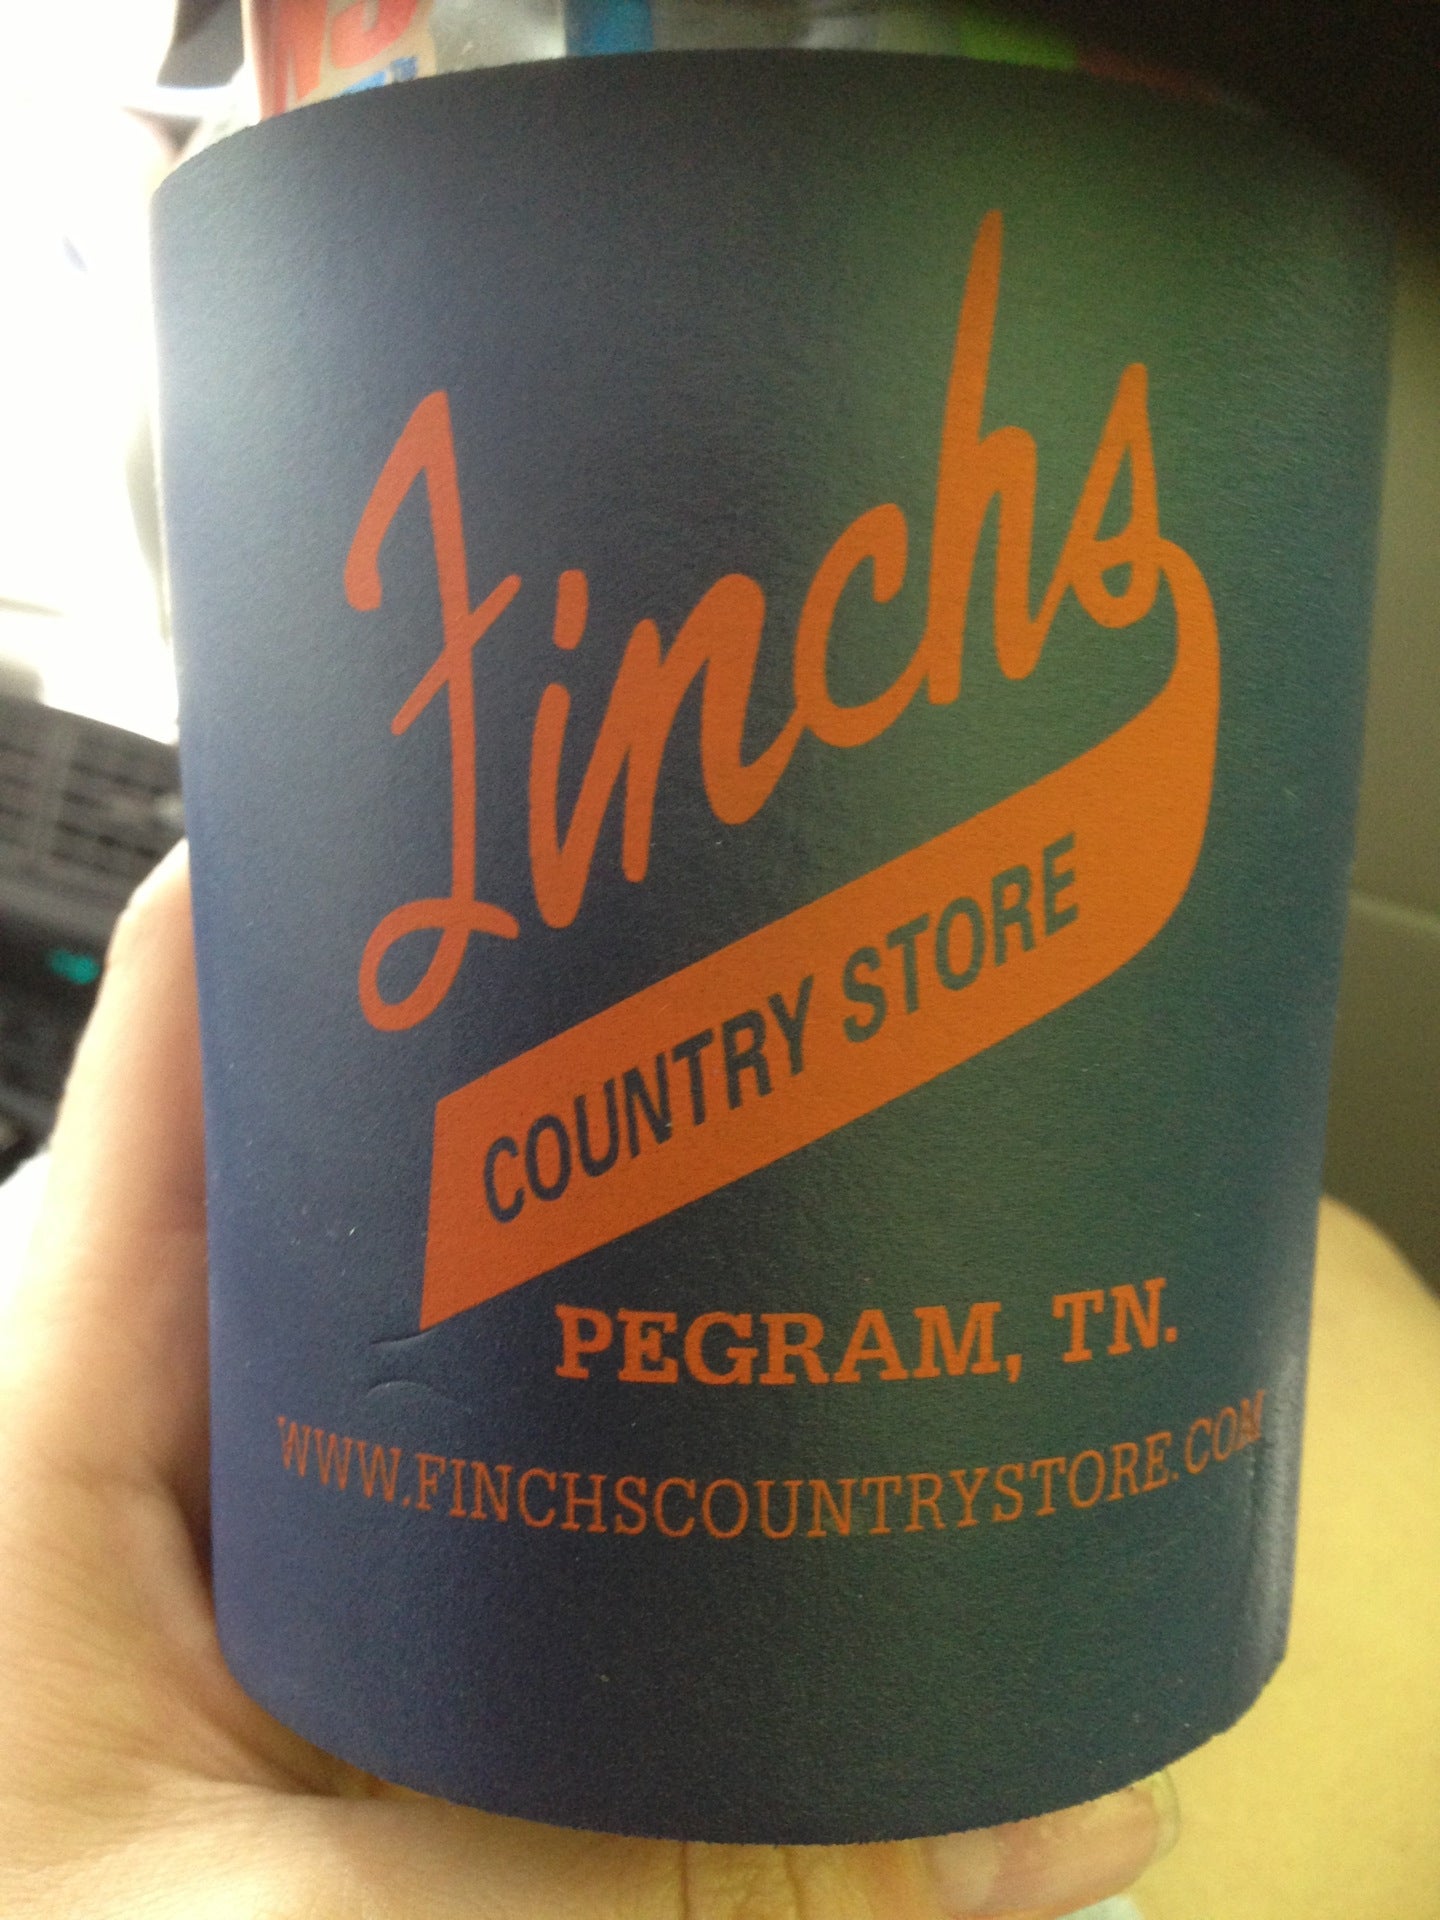 Finchs
COUNTRY STORE
PEGRAM, TN.
WWW.FINCHSCOUNTRYSTORE.COM